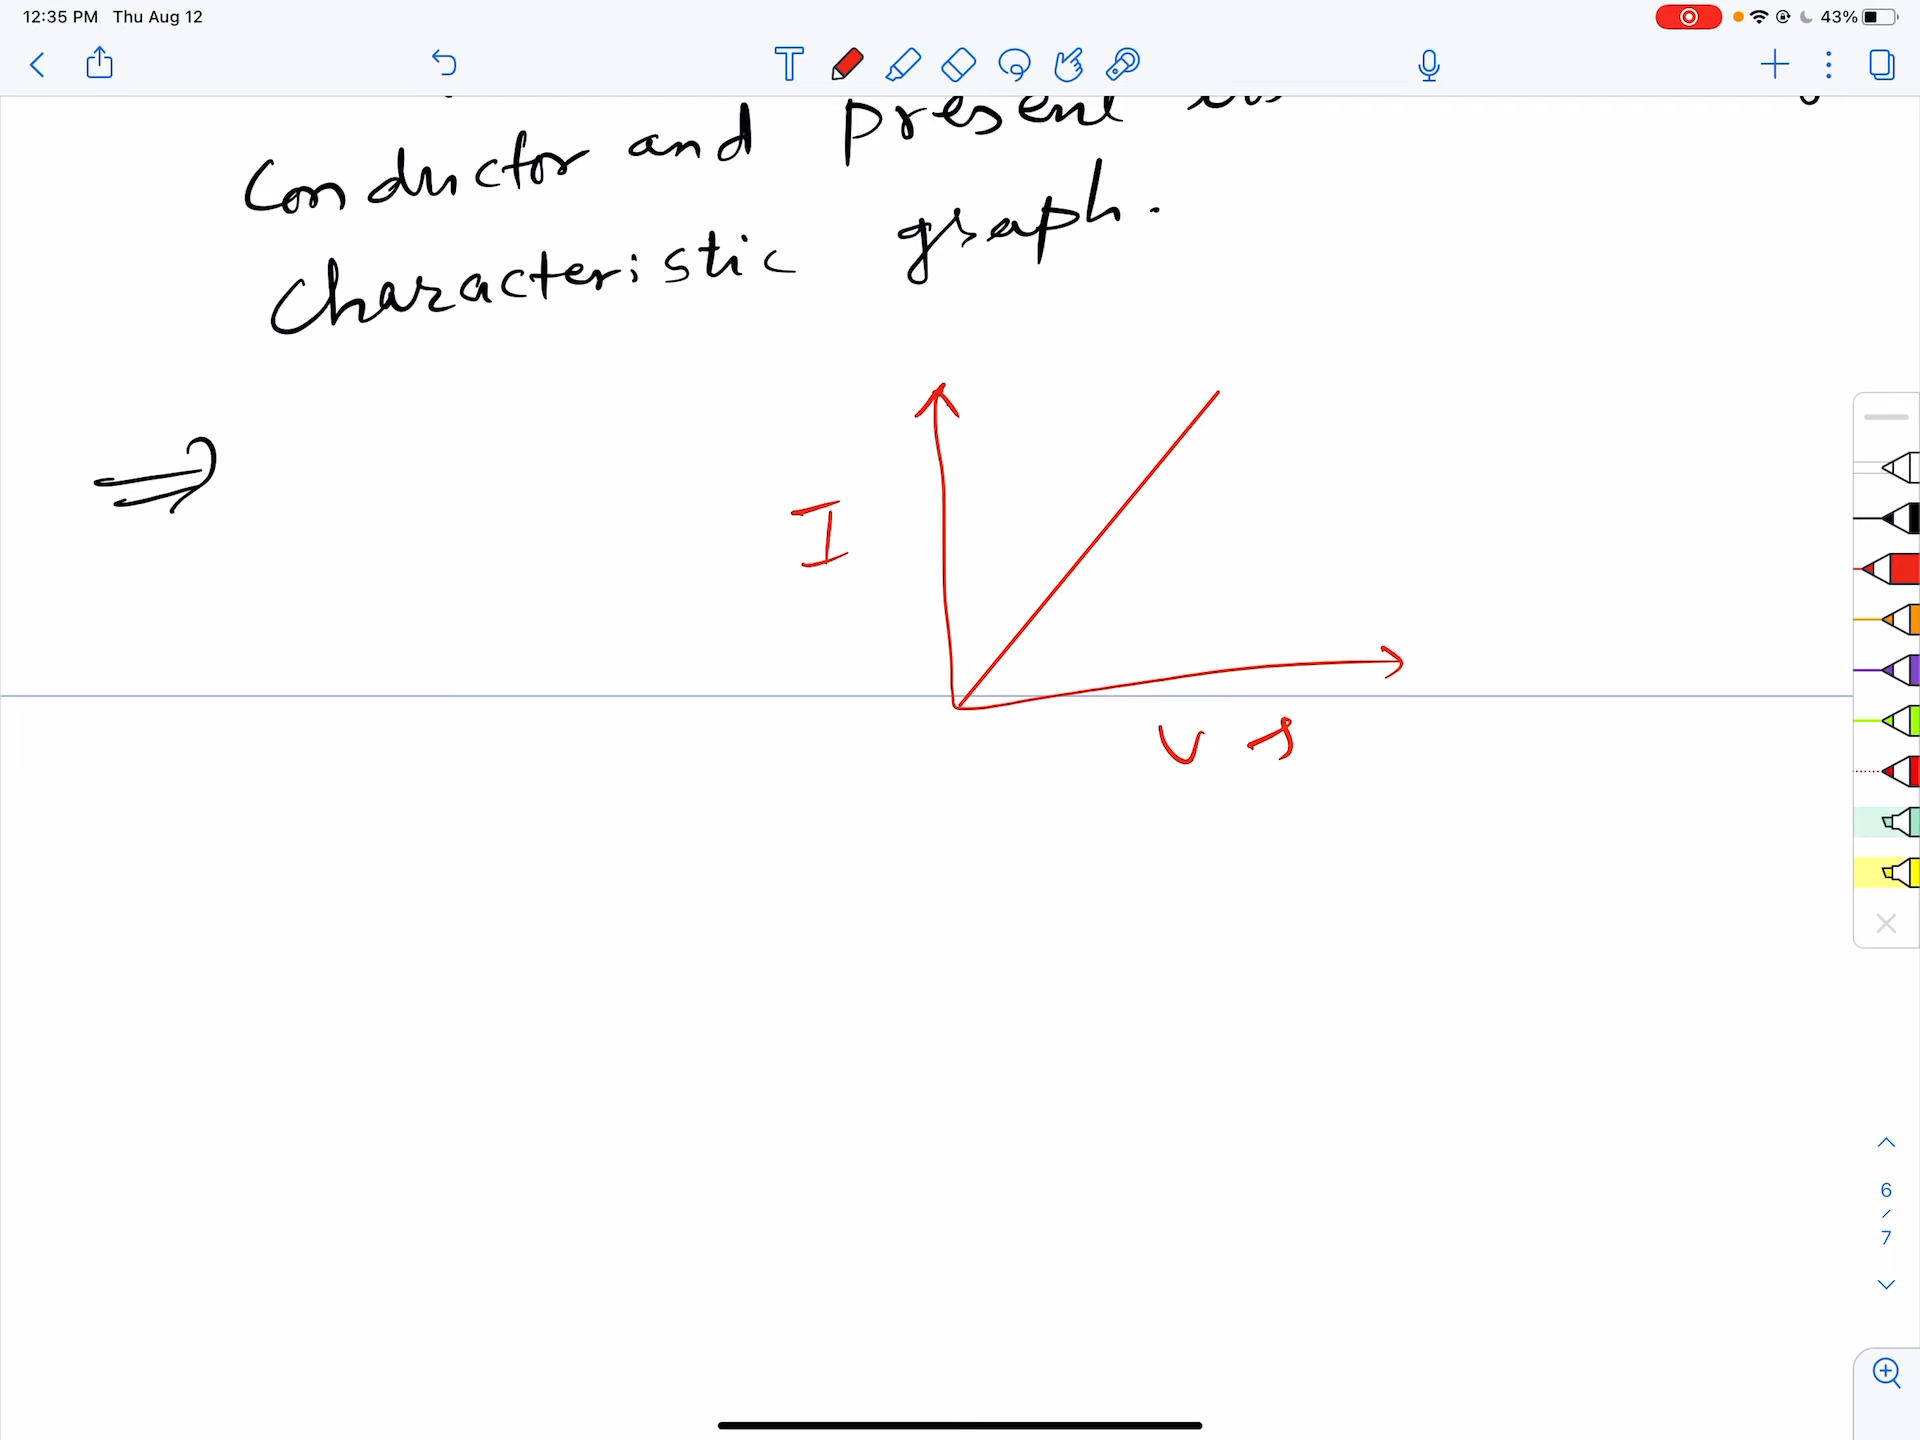 12:35 PM Thu Aug 12
43%
T
Conductor and present
Characteristic graph.
I
V
6
/
7